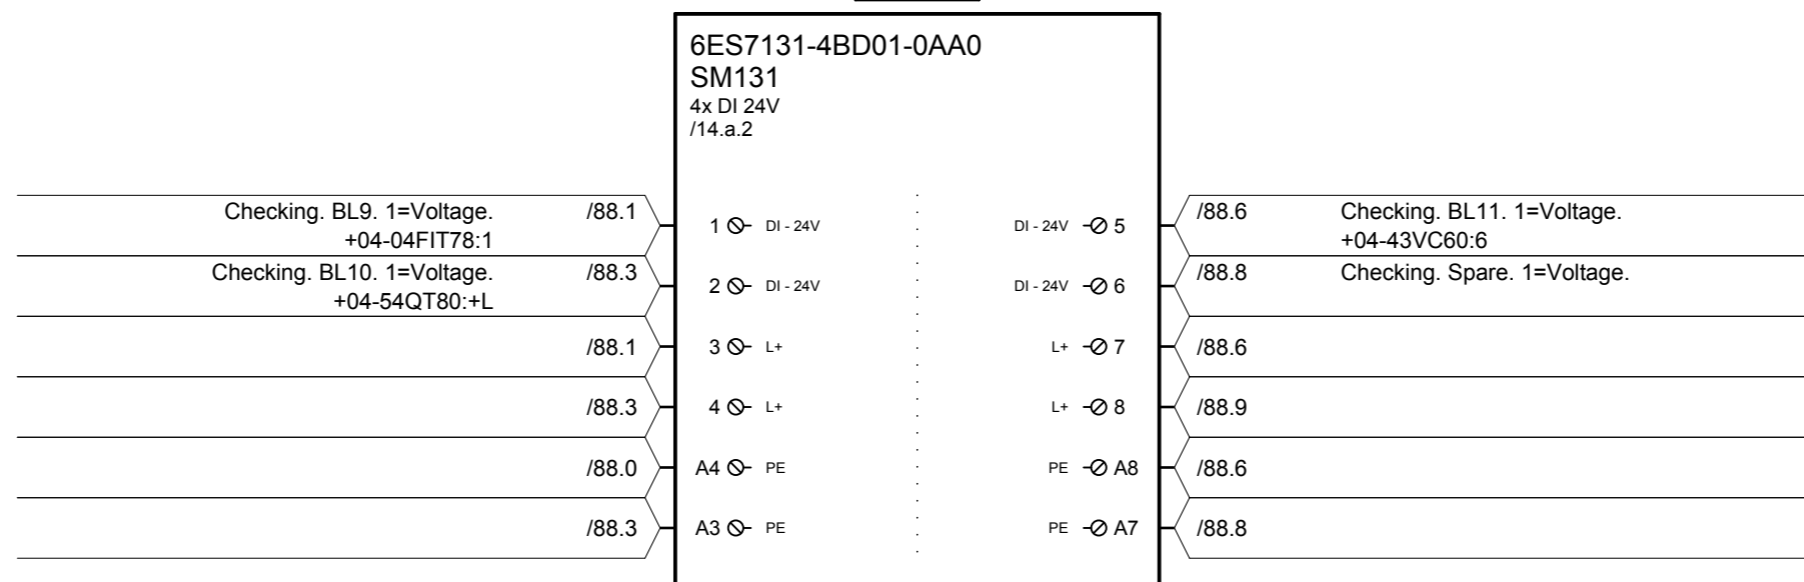 6ES7131-4BD01-0AA0
SM131
4x DI 24V
/14.a.2
Checking. BL9. 1=Voltage. /88.1 1 DI - 24V DI - 24V 5 /88.6 Checking. BL11. 1=Voltage.
+04-04FIT78:1 +04-43VC60:6
Checking. BL10. 1=Voltage. /88.3 2 DI - 24V DI - 24V 6 /88.8 Checking. Spare. 1=Voltage.
+04-54QT80:+L
/88.1 3 L+ L+ 7 /88.6
/88.3 4 L+ L+ 8 /88.9
/88.0 A4 PE PE A8 /88.6
/88.3 A3 PE PE A7 /88.8